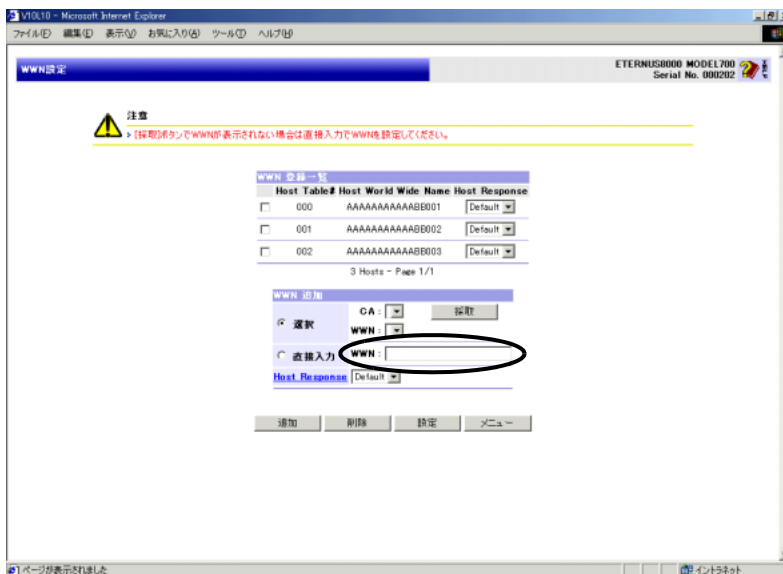 V10L10 - Microsoft Internet Explorer
ファイル(F) 編集(E) 表示(V) お気に入り(A) ツール(T) ヘルプ(H)
WWN設定
ETERNUS8000 MODEL700
Serial No. 000202
注意
[採取]ボタンでWWNが表示されない場合は直接入力でWWNを設定してください。
WWN 登録一覧
Host Table# Host World Wide Name Host Response
000 AAAAAAAAAAABB001 Default
001 AAAAAAAAAAABB002 Default
002 AAAAAAAAAAABB003 Default
3 Hosts - Page 1/1
WWN 追加
選択 CA : 採取
WWN :
直接入力 WWN :
Host Response Default
追加 削除 設定 メニュー
ページが表示されました イントラネット